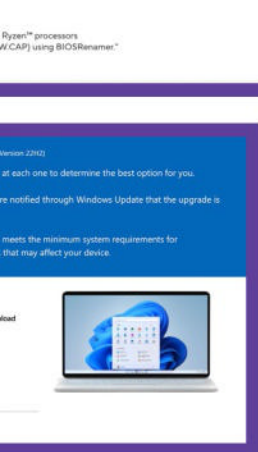 Ryzen™ processors
W.CAP) using BIOSRenamer."
Version 22H2)
at each one to determine the best option for you.
re notified through Windows Update that the upgrade is
meets the minimum system requirements for
that may affect your device.
load